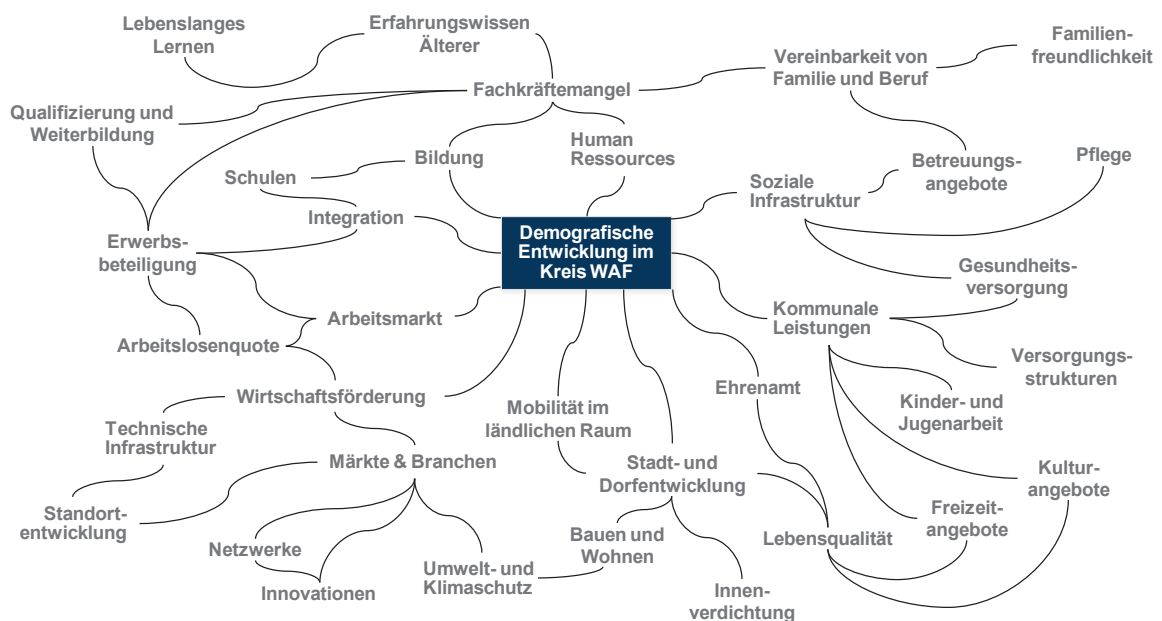 Lebenslanges
Lernen
Erfahrungswissen
Älterer
Vereinbarkeit von
Familie und Beruf
Familien-
freundlichkeit
Fachkräftemangel
Qualifizierung und
Weiterbildung
Bildung
Human
Ressources
Schulen
Soziale
Infrastruktur
Betreuungs-
angebote
Pflege
Integration
Erwerbs-
beteiligung
Demografische
Entwicklung im
Kreis WAF
Gesundheits-
versorgung
Arbeitsmarkt
Kommunale
Leistungen
Arbeitslosenquote
Versorgungs-
strukturen
Wirtschaftsförderung
Ehrenamt
Kinder- und
Jugenarbeit
Mobilität im
ländlichen Raum
Technische
Infrastruktur
Märkte & Branchen
Stadt- und
Dorfentwicklung
Kultur-
angebote
Standort-
entwicklung
Freizeit-
angebote
Netzwerke
Bauen und
Wohnen
Lebensqualität
Umwelt- und
Klimaschutz
Innovationen
Innen-
verdichtung